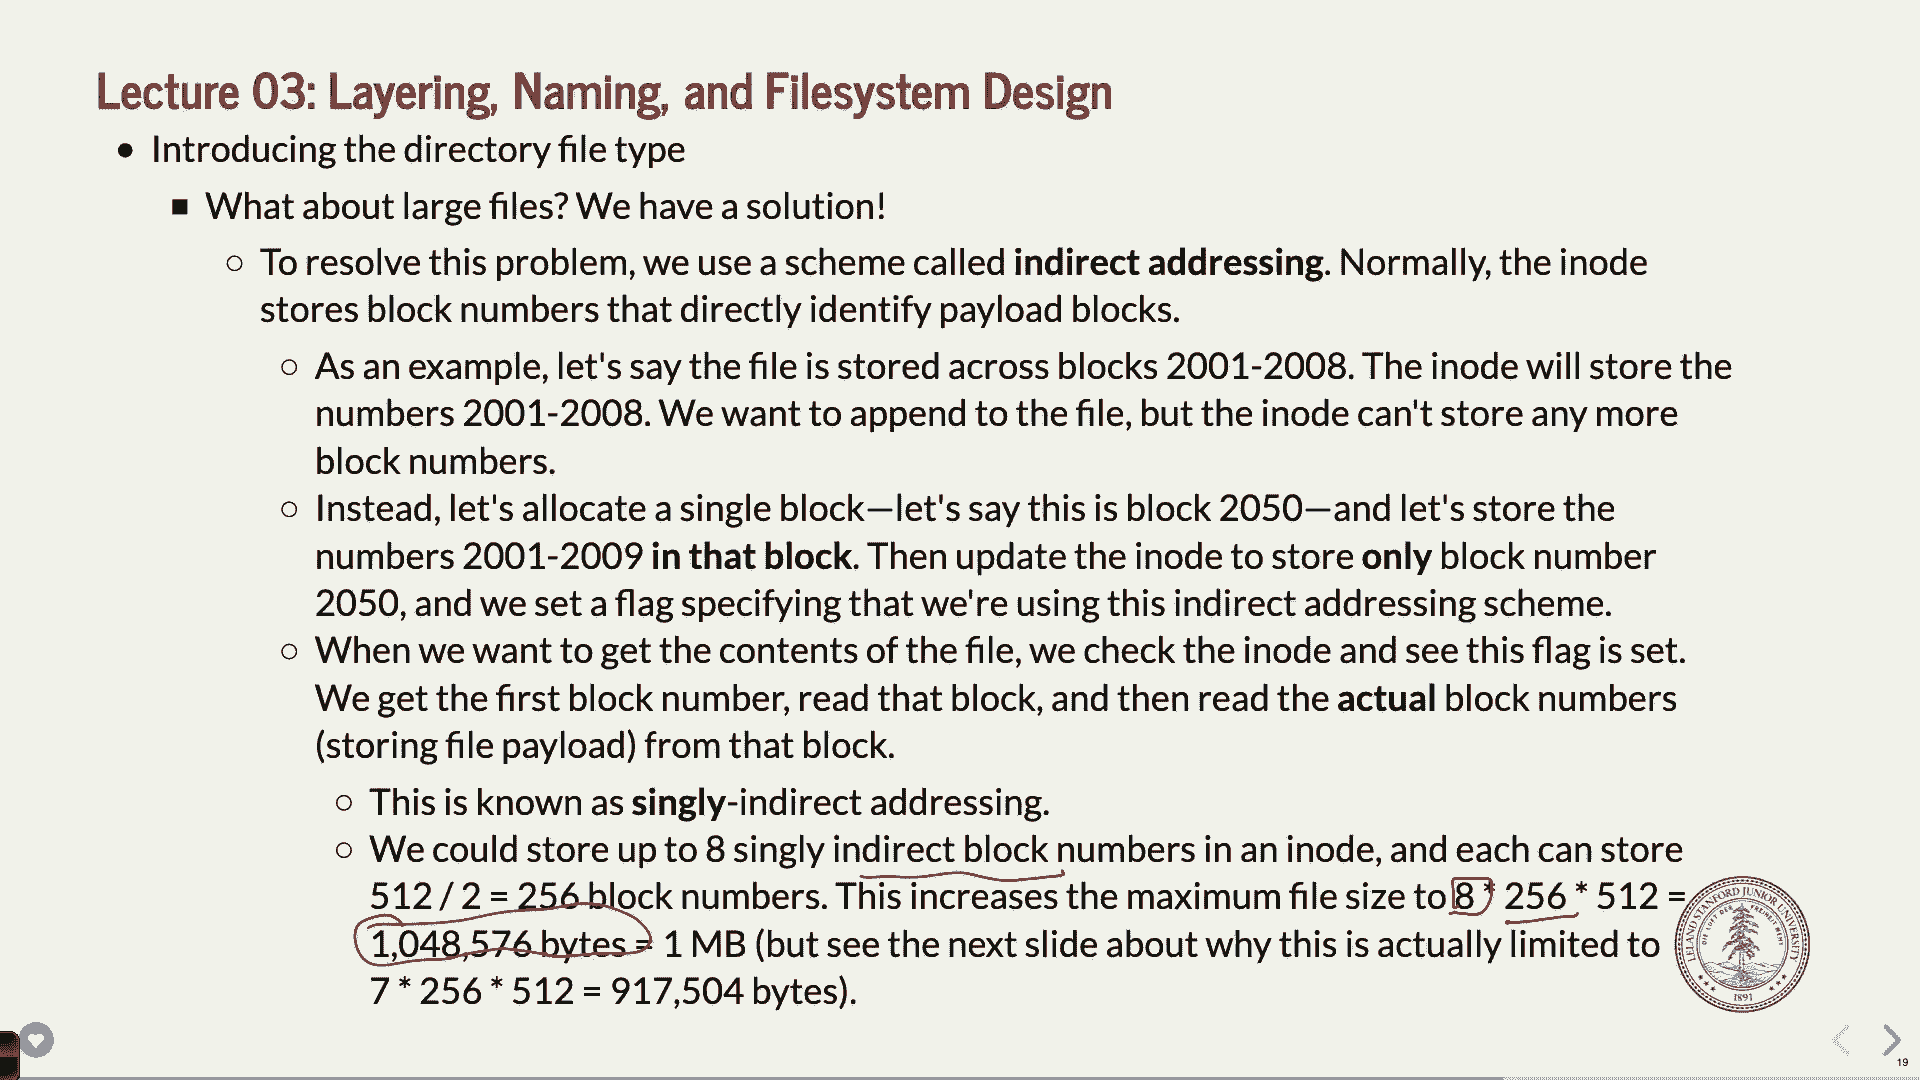 Lecture 03: Layering, Naming, and Filesystem Design
Introducing the directory file type
What about large files? We have a solution!
To resolve this problem, we use a scheme called indirect addressing. Normally, the inode
stores block numbers that directly identify payload blocks.
As an example, let's say the file is stored across blocks 2001-2008. The inode will store the
numbers 2001-2008. We want to append to the file, but the inode can't store any more
block numbers.
Instead, let's allocate a single block—let's say this is block 2050—and let's store the
numbers 2001-2009 in that block. Then update the inode to store only block number
2050, and we set a flag specifying that we're using this indirect addressing scheme.
When we want to get the contents of the file, we check the inode and see this flag is set.
We get the first block number, read that block, and then read the actual block numbers
(storing file payload) from that block.
This is known as singly-indirect addressing.
We could store up to 8 singly indirect block numbers in an inode, and each can store
512 / 2 = 256 block numbers. This increases the maximum file size to 8 * 256 * 512 =
1,048,576 bytes = 1 MB (but see the next slide about why this is actually limited to
7 * 256 * 512 = 917,504 bytes).
LELAND STANFORD JUNIOR UNIVERSITY
1891
19